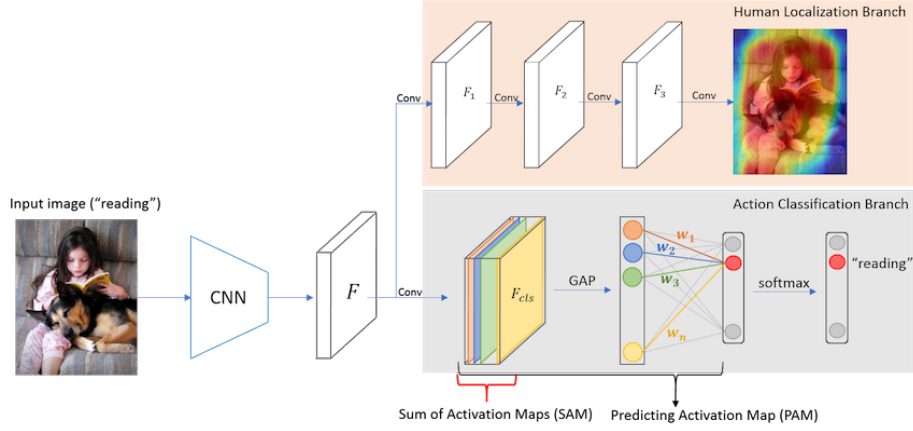 Human Localization Branch
F1
F2
F3
Conv
Conv
Conv
Conv
Input image (“reading”)
Action Classification Branch
CNN
F
Conv
Fcls
GAP
w1
w2
w3
wn
softmax
“reading”
Sum of Activation Maps (SAM)
Predicting Activation Map (PAM)